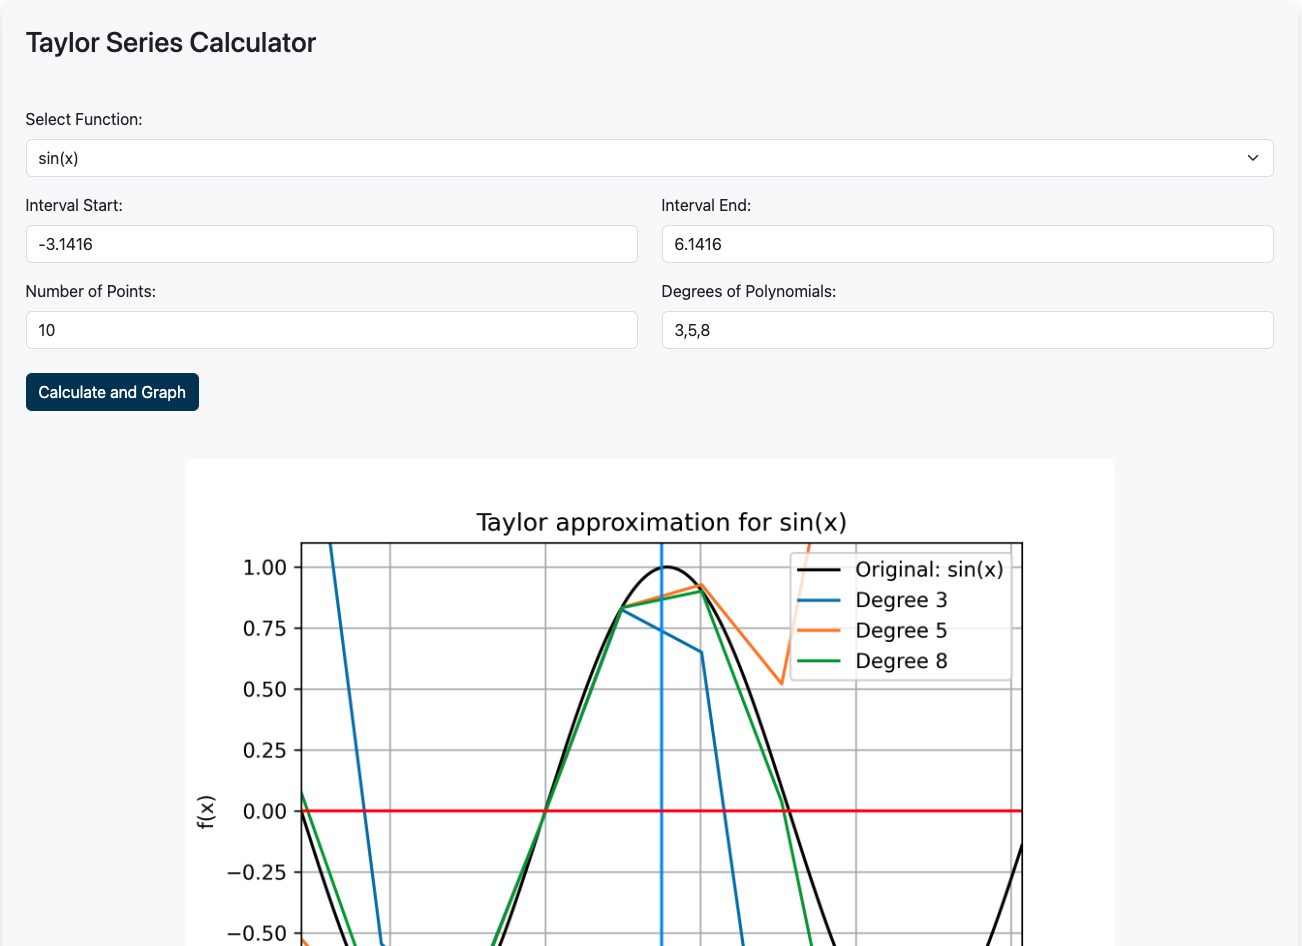 Taylor Series Calculator
Select Function:
sin(x)
Interval Start:
Interval End:
-3.1416
6.1416
Number of Points:
Degrees of Polynomials:
10
3,5,8
Calculate and Graph
Taylor approximation for sin(x)
Original: sin(x)
Degree 3
Degree 5
Degree 8
1.00
0.75
0.50
0.25
0.00
−0.25
−0.50
f(x)